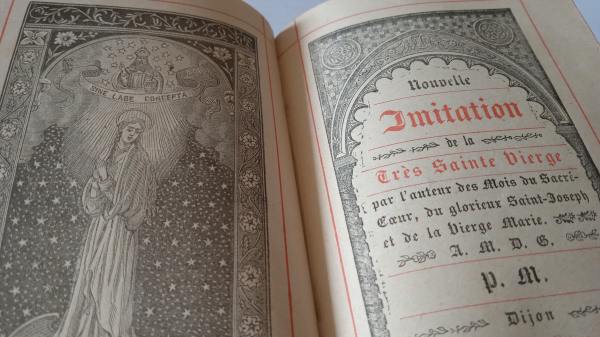 SINE LABE CONCEPTA
Nouvelle
Imitation
de la
Très Sainte Vierge
par l'auteur des Mois du Sacré-
Cœur, du glorieux Saint-Joseph
et de la Vierge Marie.
A. M. D. G.
P. M.
Dijon